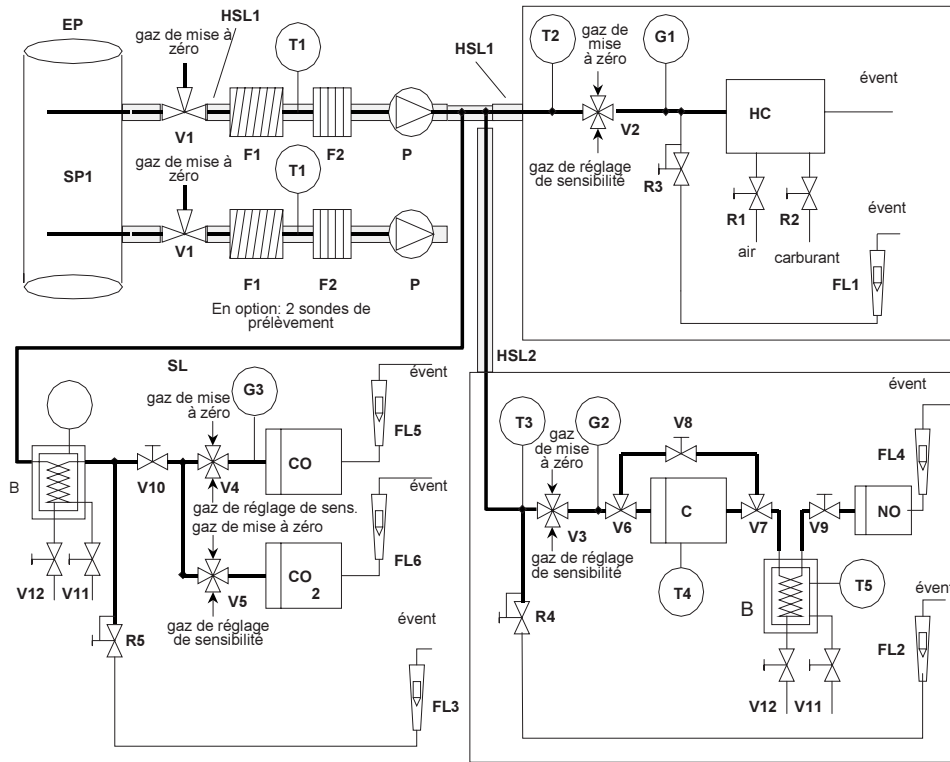 EP
HSL1
gaz de mise à
zéro
T1
V1
F1
F2
P
SP1
gaz de mise à
zéro
T1
V1
F1
F2
P
En option: 2 sondes de
prélèvement
HSL1
T2
gaz de
mise
à zéro
G1
V2
gaz de réglage
de sensibilité
HC
évent
R3
R1
R2
air
carburant
évent
FL1
SL
gaz de mise
à zéro
G3
évent
FL5
B
V10
V4
CO
gaz de réglage de sens.
gaz de mise à zéro
évent
FL6
V12
V11
V5
CO
2
gaz de réglage
de sensibilité
R5
évent
FL3
HSL2
T3
gaz
de mise
à zéro
G2
V8
évent
FL4
V3
V6
C
V7
V9
NO
gaz de réglage
de sensibilité
T4
T5
B
R4
évent
FL2
V12
V11